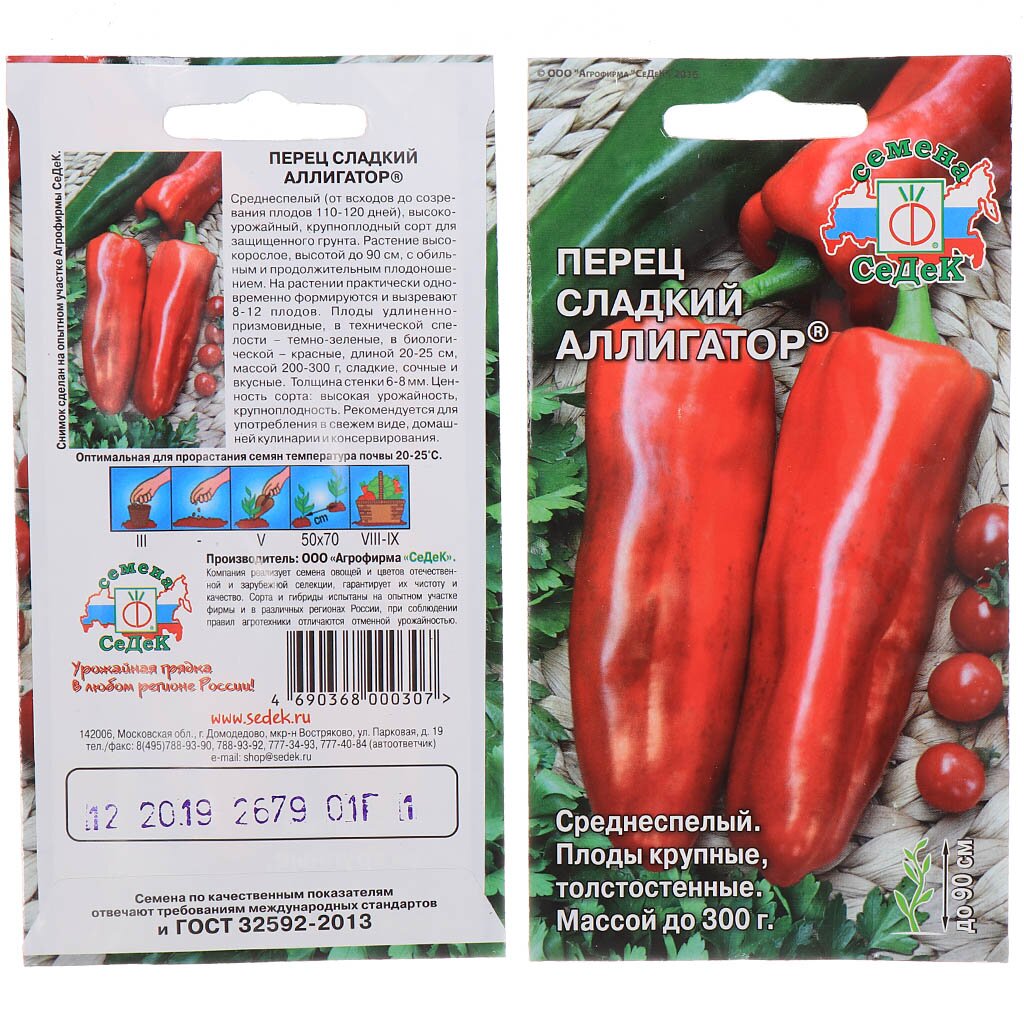 ПЕРЕЦ СЛАДКИЙ
АЛЛИГАТОР®
Среднеспелый (от всходов до созре-
вания плодов 110-120 дней), высоко-
урожайный, крупноплодный сорт для
защищенного грунта. Растение высо-
корослое, высотой до 90 см, с обиль-
ным и продолжительным плодоноше-
нием. На растении практически одно-
временно формируются и вызревают
8-12 плодов. Плоды удлиненно-
призмовидные, в технической спе-
лости – темно-зеленые, в биологи-
ческой – красные, длиной 20-25 см,
массой 200-300 г, сладкие, сочные и
вкусные. Толщина стенки 6-8 мм. Цен-
ность сорта: высокая урожайность,
крупноплодность. Рекомендуется для
употребления в свежем виде, домаш-
ней кулинарии и консервирования.
Снимок сделан на опытном участке Агрофирмы СеДеК.
Оптимальная для прорастания семян температура почвы 20-25°С.
cm
III - V 50x70 VIII-IX
Производитель: ООО «Агрофирма "СеДеК».
Компания реализует семена овощей и цветов отечествен-
ной и зарубежной селекции, гарантирует их чистоту и
качество. Сорта и гибриды испытаны на опытном участке
фирмы и в различных регионах России, при соблюдении
правил агротехники отличаются отменной урожайностью.
семена
СеДеК
Урожайная грядка
в любом регионе России!
4 690368 000307 >
www.sedek.ru
142006, Московская обл., г. Домодедово, мкр-н Востряково, ул. Парковая, д. 19
тел./факс: 8(495)788-93-90, 788-93-92, 777-34-93, 777-40-84 (автоответчик)
e-mail: shop@sedek.ru
12 2019 2679 01Г 1
Семена по качественным показателям
отвечают требованиям международных стандартов
и ГОСТ 32592-2013
© ООО "Агрофирма "СеДеК" 2016
семена
СеДеК
ПЕРЕЦ
СЛАДКИЙ
АЛЛИГАТОР®
Среднеспелый.
Плоды крупные,
толстостенные.
Массой до 300 г.
до 90 см